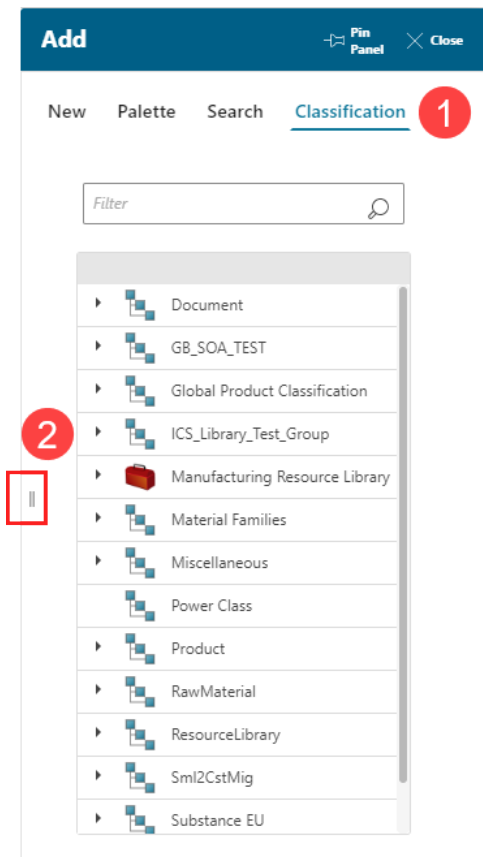 Add
Pin
Panel
Close
New Palette Search Classification
1
Filter
Document
GB_SOA_TEST
Global Product Classification
ICS_Library_Test_Group
2
Manufacturing Resource Library
Material Families
Miscellaneous
Power Class
Product
RawMaterial
ResourceLibrary
Sml2CstMig
Substance EU